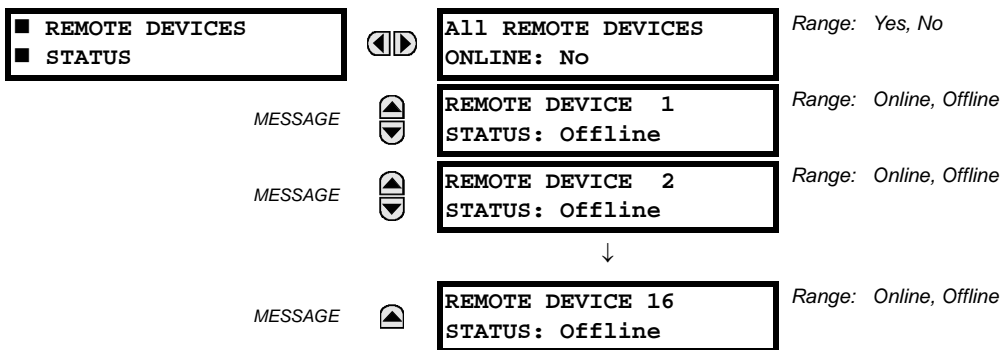 ■ REMOTE DEVICES
■ STATUS
All REMOTE DEVICES
ONLINE: No
Range: Yes, No
MESSAGE
REMOTE DEVICE 1
STATUS: Offline
Range: Online, Offline
MESSAGE
REMOTE DEVICE 2
STATUS: Offline
Range: Online, Offline
↓
MESSAGE
REMOTE DEVICE 16
STATUS: Offline
Range: Online, Offline